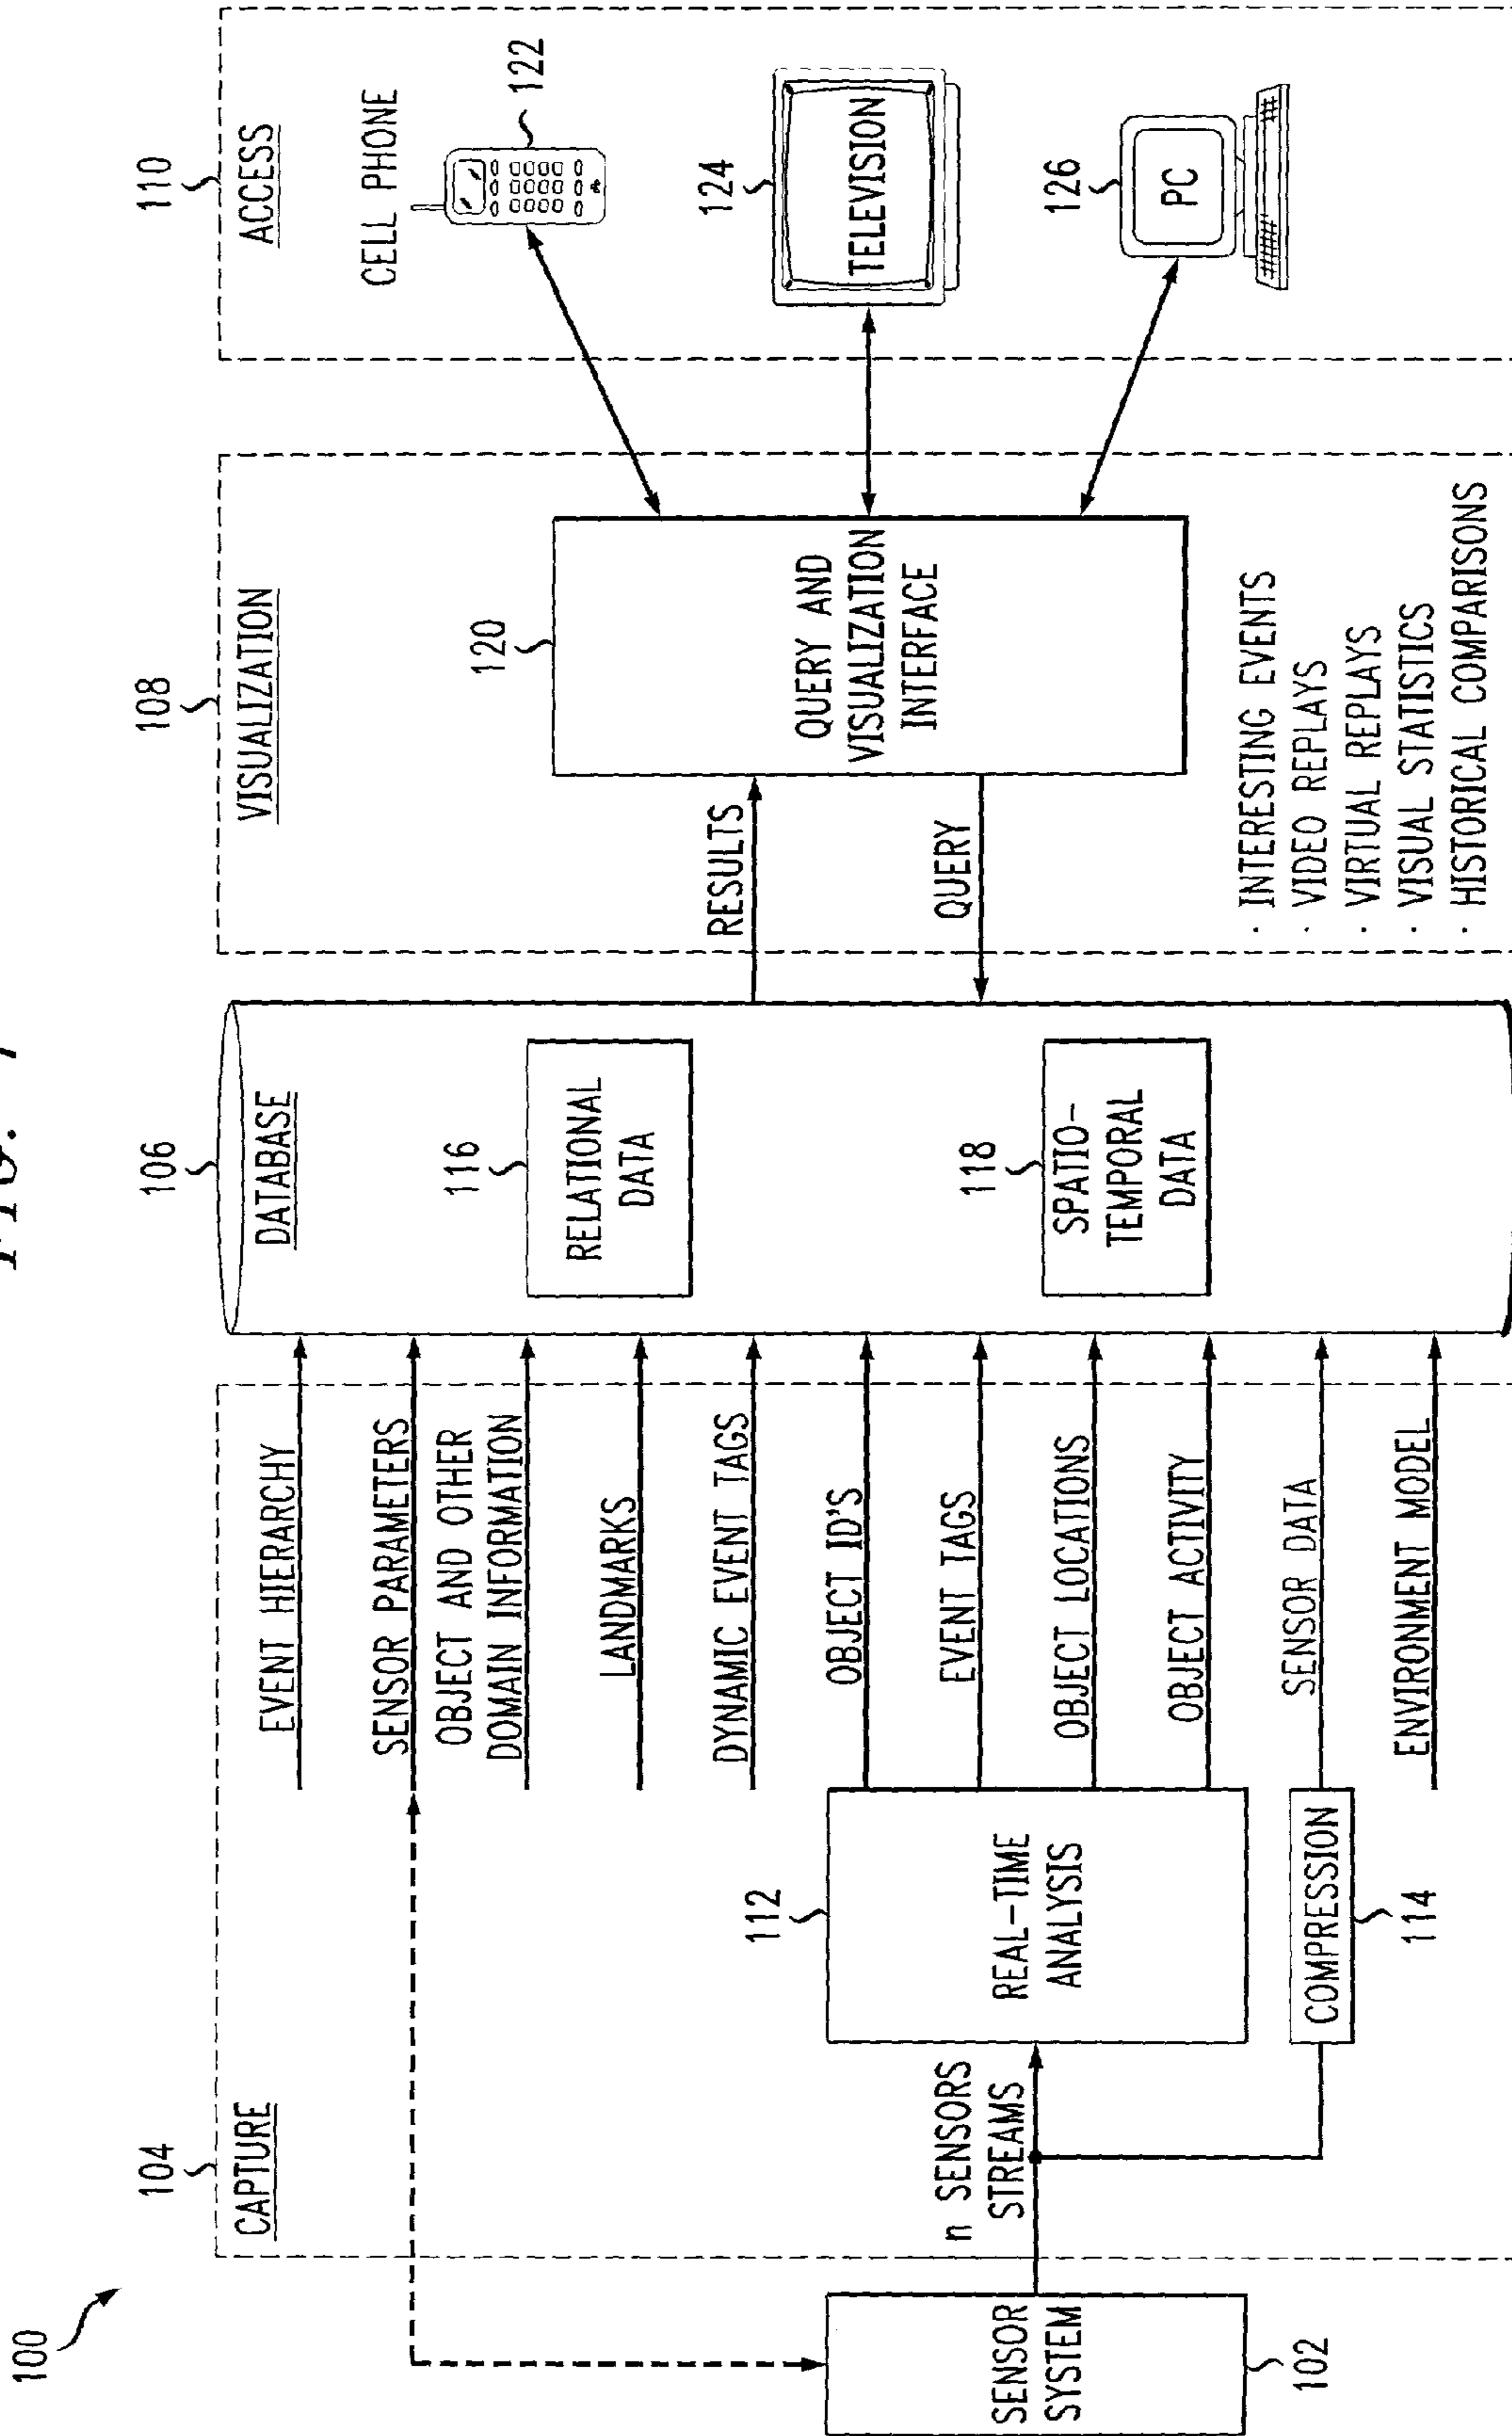 FIG. 1
100
104
CAPTURE
106
DATABASE
108
VISUALIZATION
110
ACCESS
SENSOR
SYSTEM
102
n SENSORS
STREAMS
112
REAL-TIME
ANALYSIS
COMPRESSION
114
EVENT HIERARCHY
SENSOR PARAMETERS
OBJECT AND OTHER
DOMAIN INFORMATION
LANDMARKS
DYNAMIC EVENT TAGS
OBJECT ID'S
EVENT TAGS
OBJECT LOCATIONS
OBJECT ACTIVITY
SENSOR DATA
ENVIRONMENT MODEL
116
RELATIONAL
DATA
118
SPATIO-
TEMPORAL
DATA
RESULTS
QUERY
120
QUERY AND
VISUALIZATION
INTERFACE
· INTERESTING EVENTS
· VIDEO REPLAYS
· VIRTUAL REPLAYS
· VISUAL STATISTICS
· HISTORICAL COMPARISONS
CELL PHONE
122
124
TELEVISION
126
PC